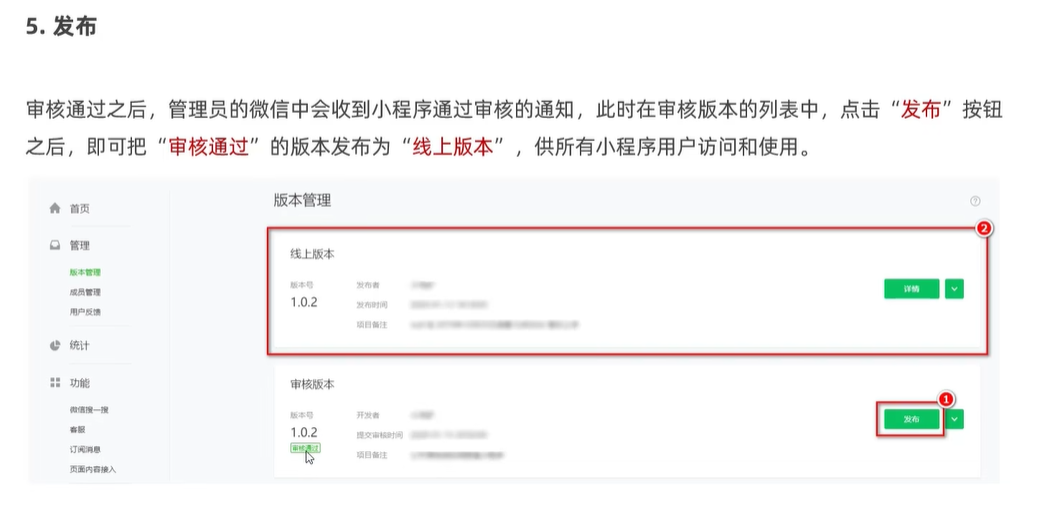 5. 发布
审核通过之后，管理员的微信中会收到小程序通过审核的通知，此时在审核版本的列表中，点击“发布”按钮
之后，即可把“审核通过”的版本发布为“线上版本”，供所有小程序用户访问和使用。
首页
管理
版本管理
成员管理
用户反馈
统计
功能
微信搜一搜
客服
订阅消息
页面内容接入
版本管理
?
2
线上版本
版本号
1.0.2
发布者
发布时间
项目备注
详情
审核版本
1
版本号
1.0.2
审核通过
开发者
提交审核时间
项目备注
发布